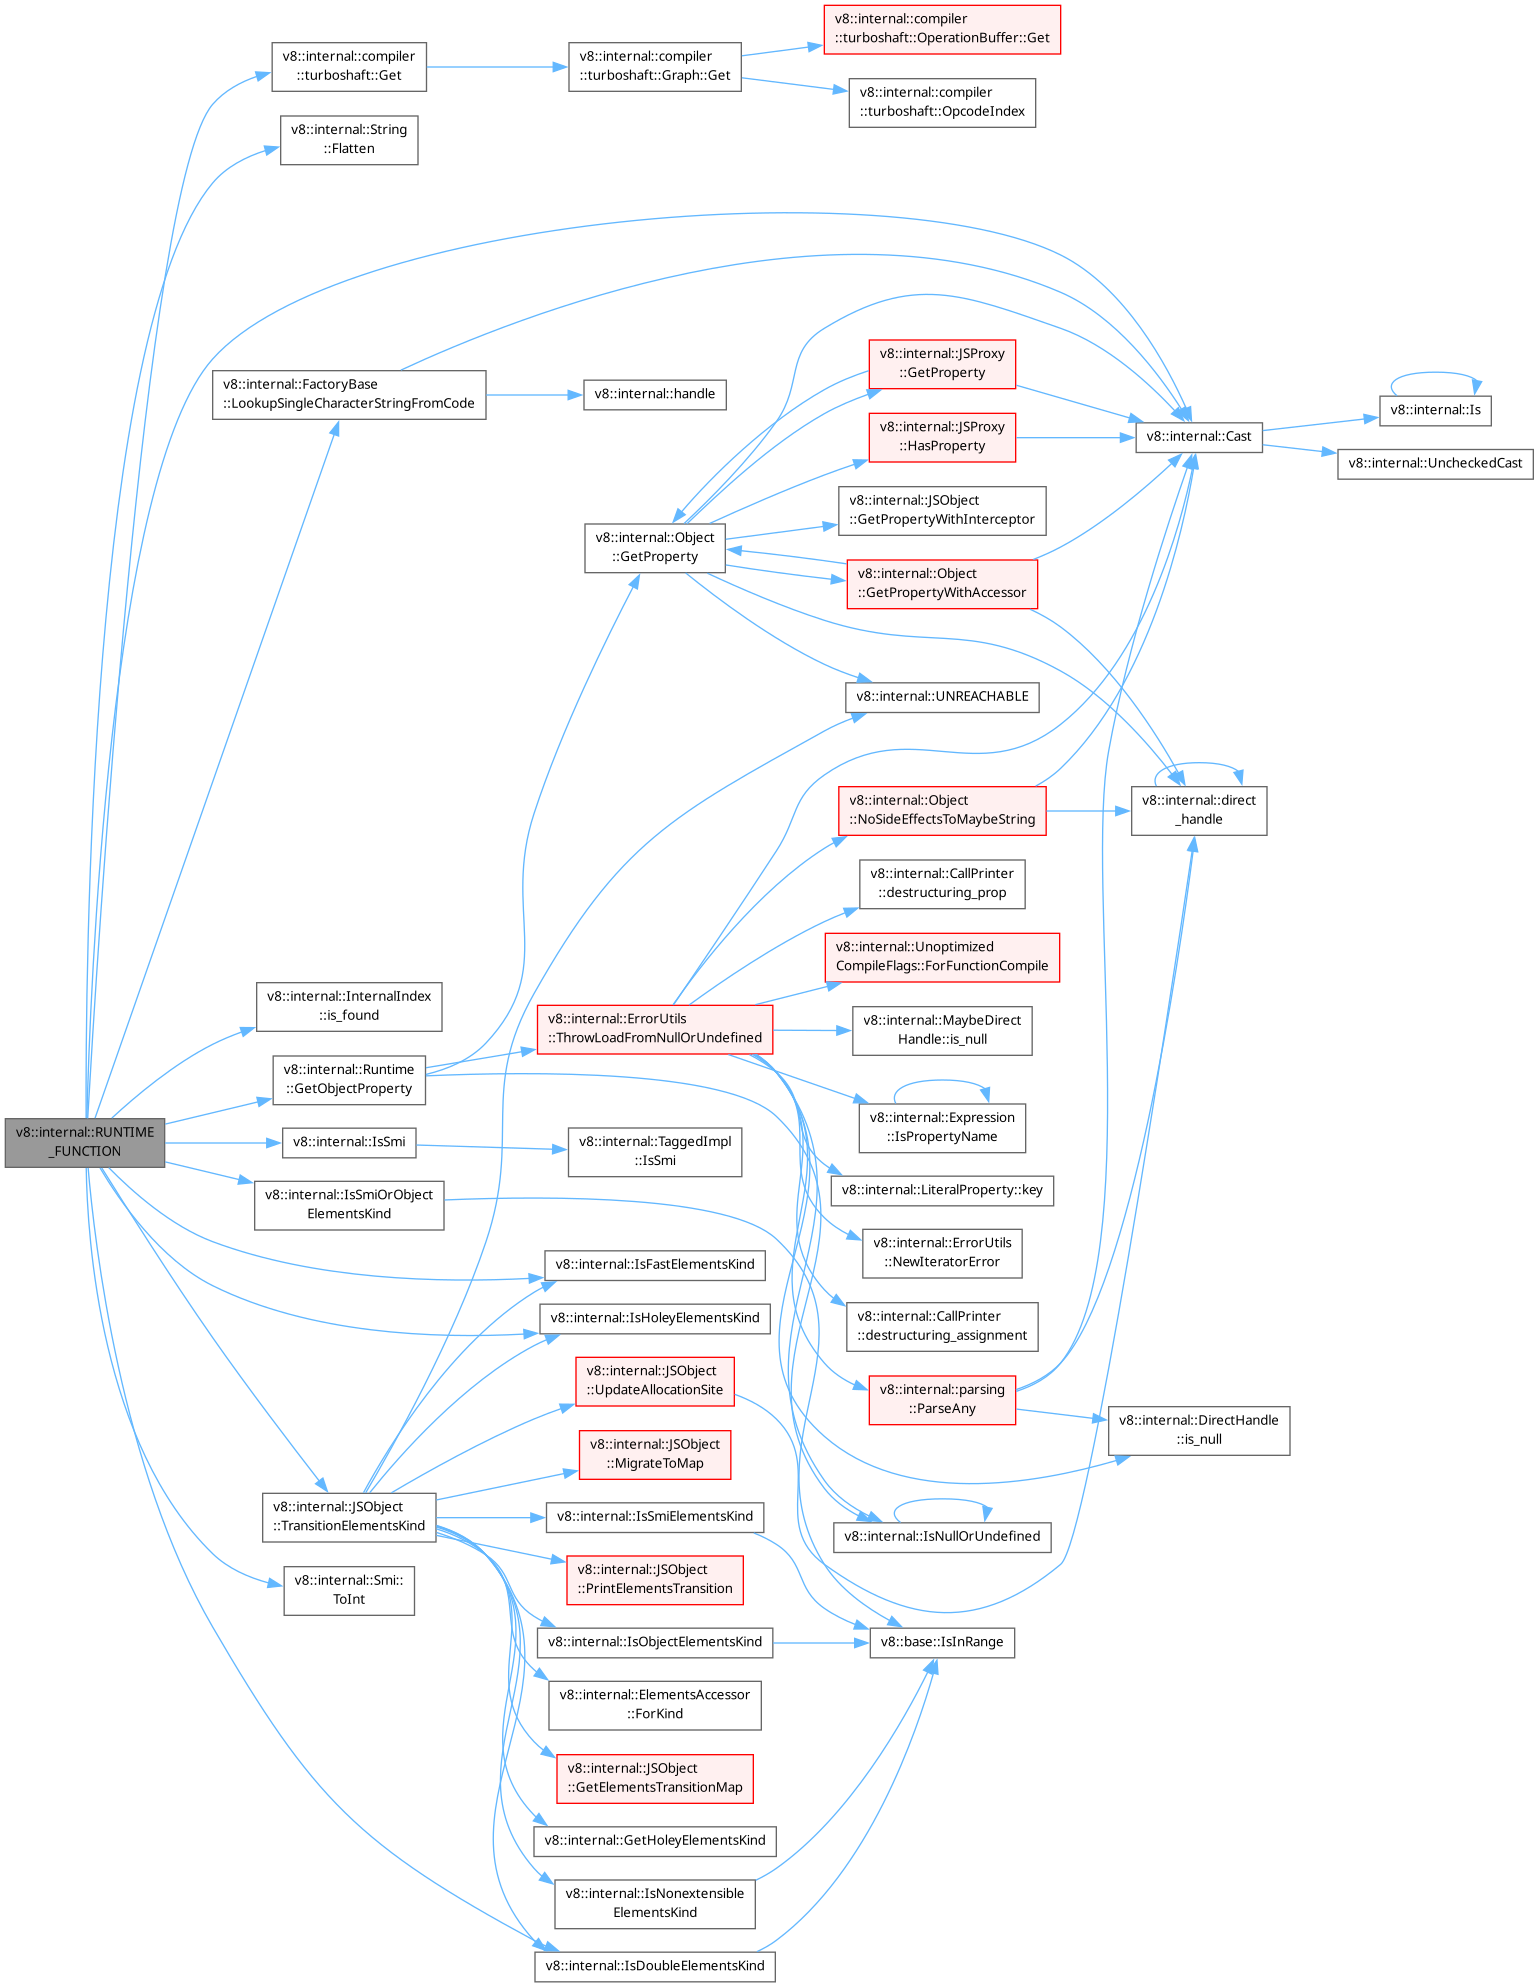 v8::internal::compiler
::turboshaft::OperationBuffer::Get
v8::internal::compiler
::turboshaft::Get
v8::internal::compiler
::turboshaft::Graph::Get
v8::internal::compiler
::turboshaft::OpcodeIndex
v8::internal::String
::Flatten
v8::internal::JSProxy
::GetProperty
v8::internal::FactoryBase
::LookupSingleCharacterStringFromCode
v8::internal::handle
v8::internal::Is
v8::internal::JSProxy
::HasProperty
v8::internal::Cast
v8::internal::UncheckedCast
v8::internal::JSObject
::GetPropertyWithInterceptor
v8::internal::Object
::GetProperty
v8::internal::Object
::GetPropertyWithAccessor
v8::internal::UNREACHABLE
v8::internal::Object
::NoSideEffectsToMaybeString
v8::internal::direct
_handle
v8::internal::CallPrinter
::destructuring_prop
v8::internal::Unoptimized
CompileFlags::ForFunctionCompile
v8::internal::InternalIndex
::is_found
v8::internal::ErrorUtils
::ThrowLoadFromNullOrUndefined
v8::internal::MaybeDirect
Handle::is_null
v8::internal::Runtime
::GetObjectProperty
v8::internal::Expression
::IsPropertyName
v8::internal::RUNTIME
_FUNCTION
v8::internal::IsSmi
v8::internal::TaggedImpl
::IsSmi
v8::internal::LiteralProperty::key
v8::internal::IsSmiOrObject
ElementsKind
v8::internal::ErrorUtils
::NewIteratorError
v8::internal::IsFastElementsKind
v8::internal::IsHoleyElementsKind
v8::internal::CallPrinter
::destructuring_assignment
v8::internal::JSObject
::UpdateAllocationSite
v8::internal::parsing
::ParseAny
v8::internal::DirectHandle
::is_null
v8::internal::JSObject
::MigrateToMap
v8::internal::JSObject
::TransitionElementsKind
v8::internal::IsSmiElementsKind
v8::internal::IsNullOrUndefined
v8::internal::JSObject
::PrintElementsTransition
v8::internal::Smi::
ToInt
v8::internal::IsObjectElementsKind
v8::base::IsInRange
v8::internal::ElementsAccessor
::ForKind
v8::internal::JSObject
::GetElementsTransitionMap
v8::internal::GetHoleyElementsKind
v8::internal::IsNonextensible
ElementsKind
v8::internal::IsDoubleElementsKind